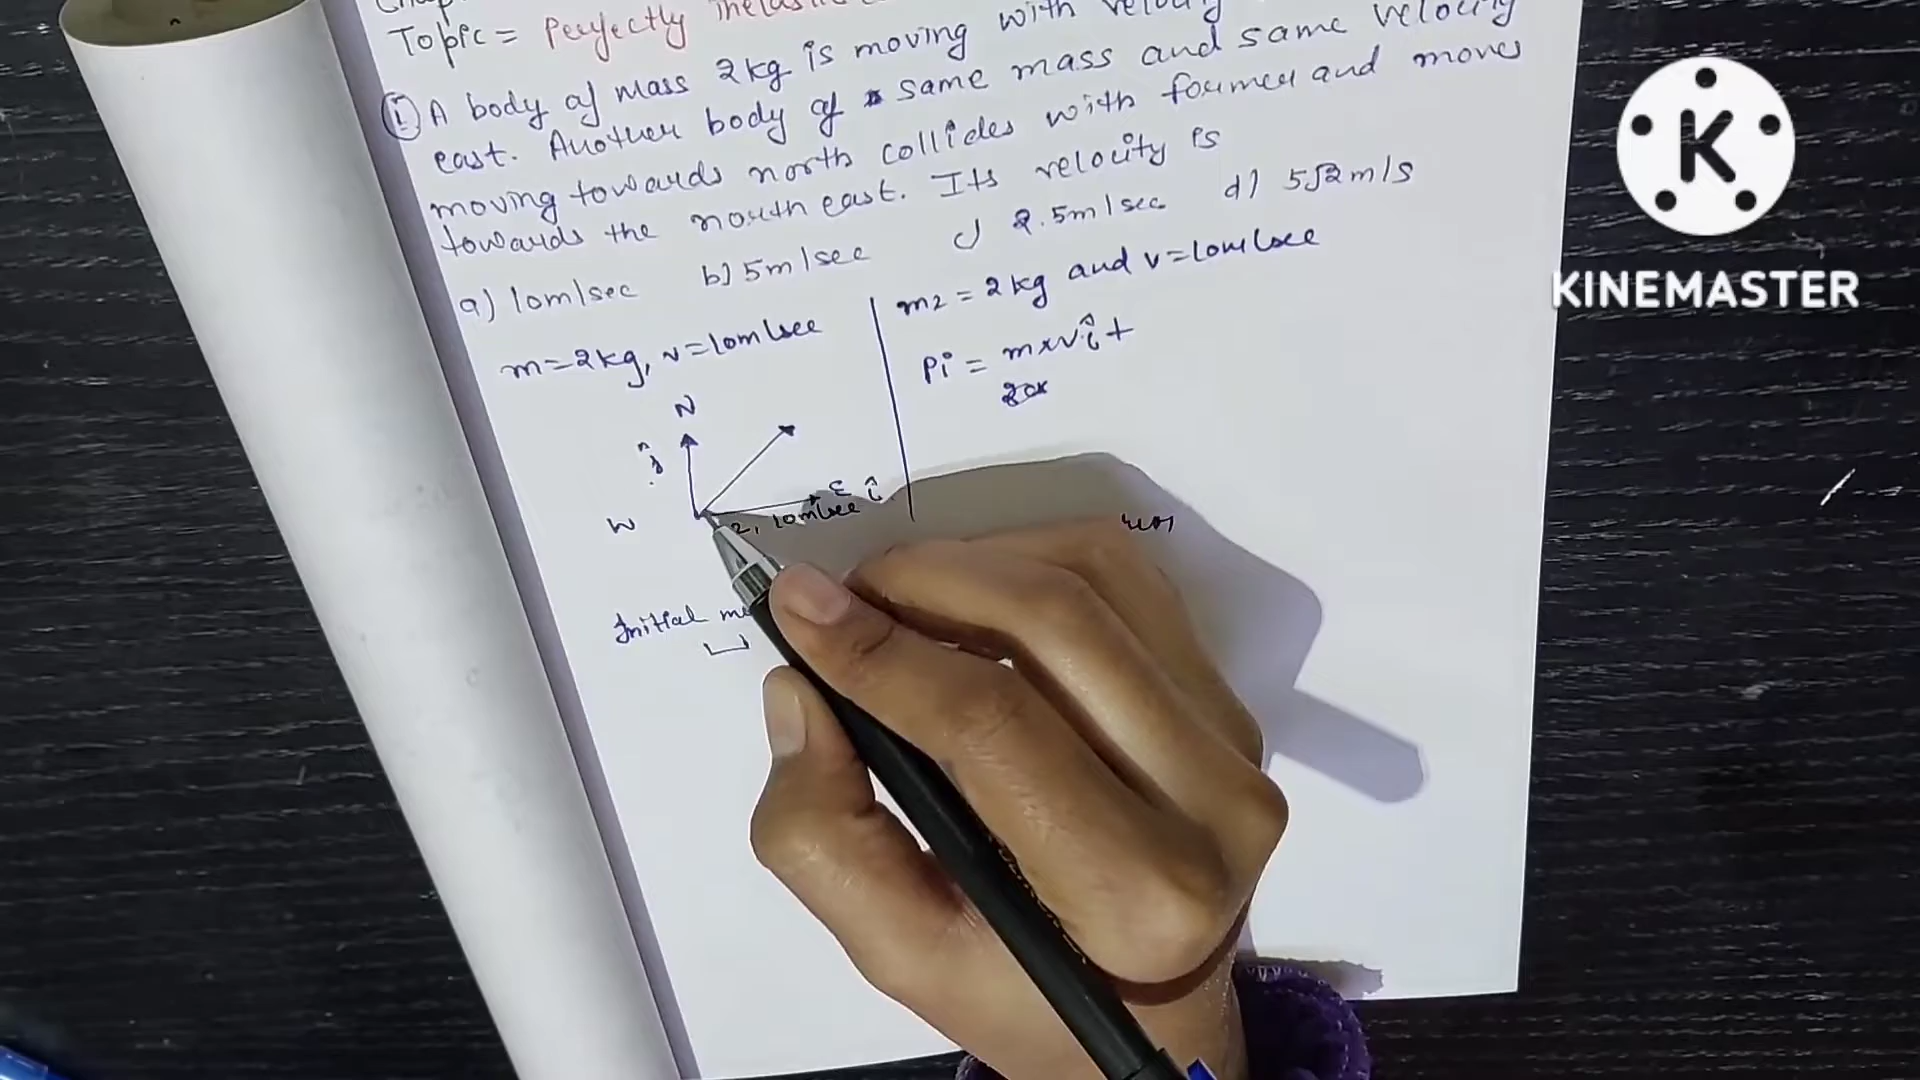 Topic = Perfectly inelastic
(i) A body of mass 2kg is moving with velocity
east. Another body of same mass and same velocity
moving towards north collides with former and moves
towards the north east. Its velocity is
a) 10m/sec b) 5m/sec c) 2.5m/sec d) 5√2m/s
m=2kg, v=10m/sec
m2 = 2kg and v=10m/sec
Pi = m×vî+
N
ĵ
E î
W
2, 10m/sec
Initial
K
KINEMASTER